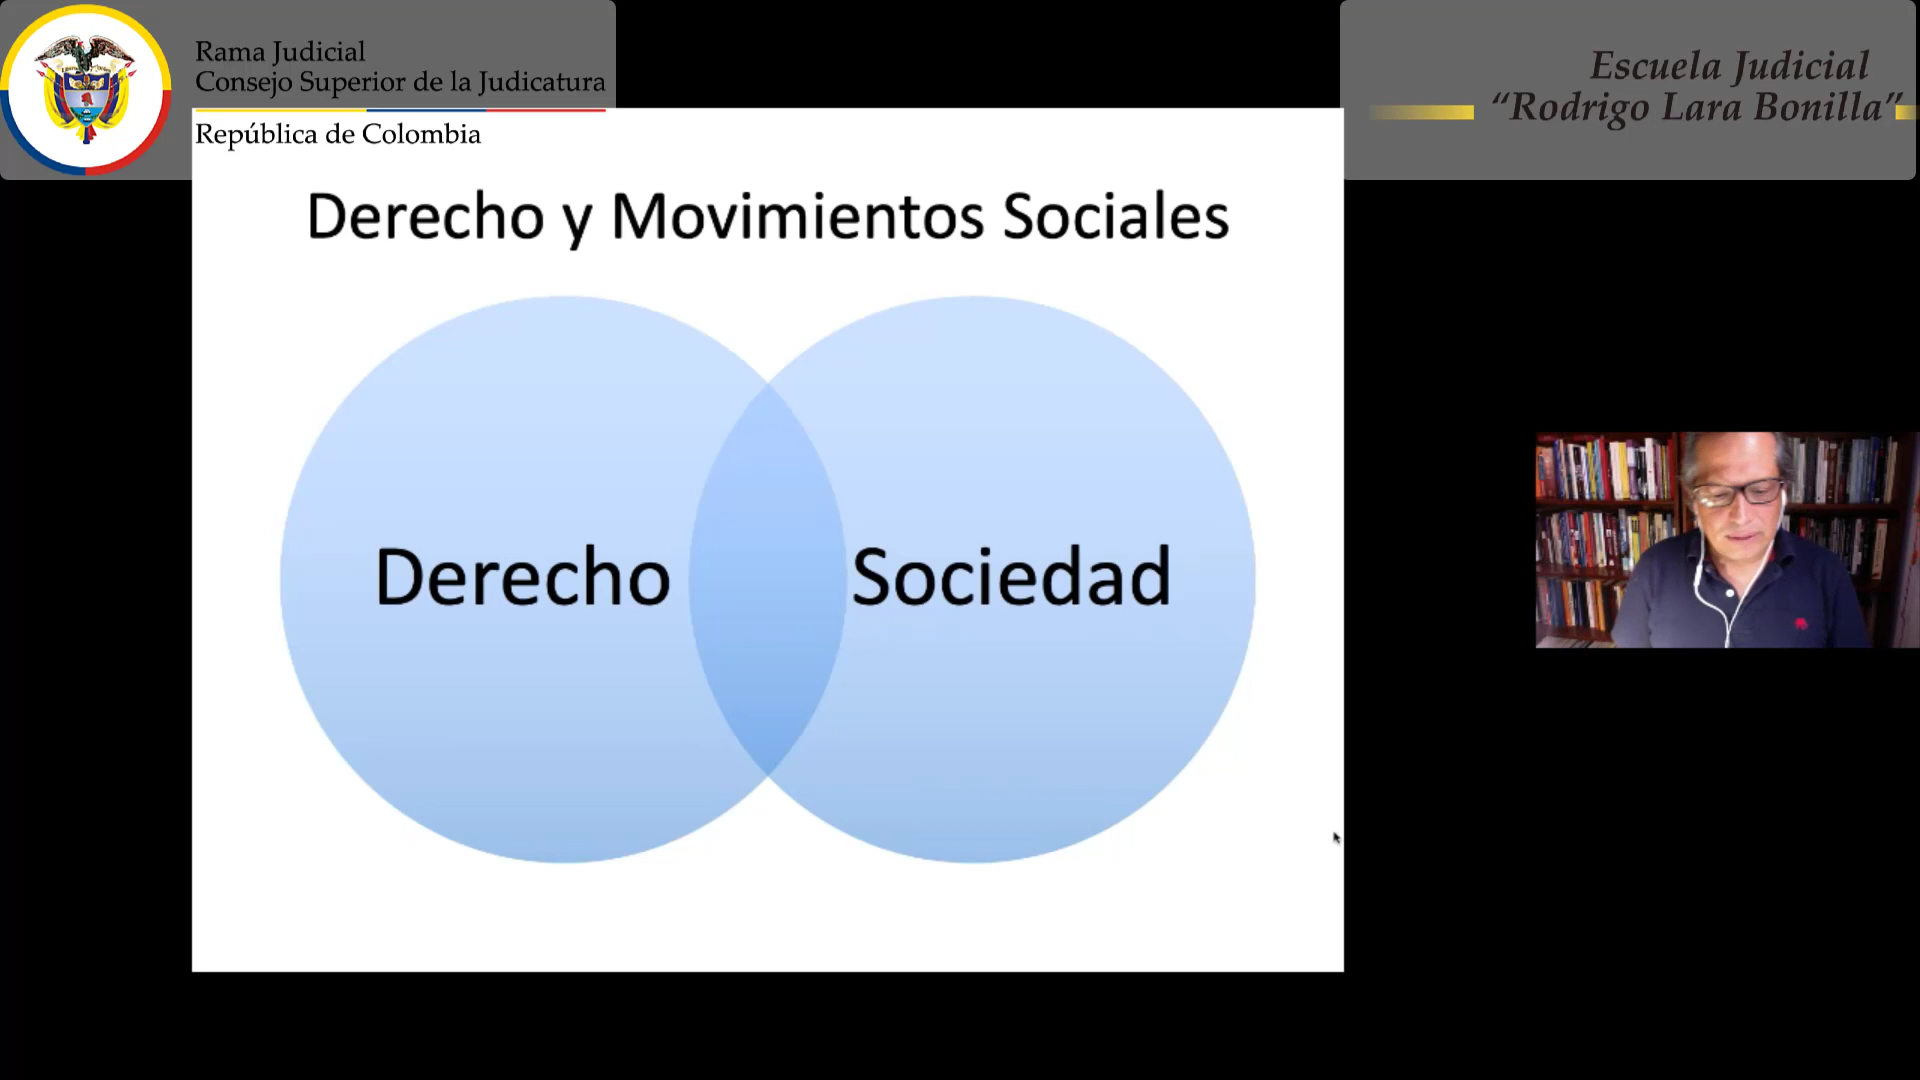 Rama Judicial
Consejo Superior de la Judicatura
República de Colombia
Escuela Judicial
“Rodrigo Lara Bonilla”
Derecho y Movimientos Sociales
Derecho
Sociedad